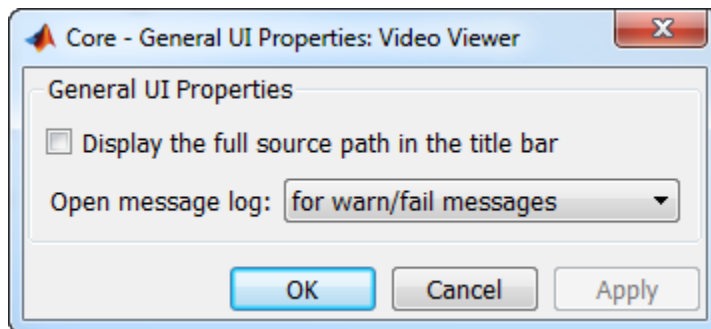 Core - General UI Properties: Video Viewer
General UI Properties
Display the full source path in the title bar
Open message log: for warn/fail messages
OK Cancel Apply